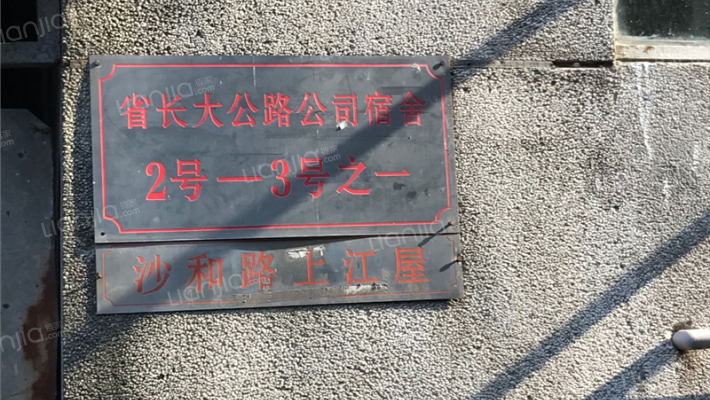 省长大公路公司宿舍
2号一3号之一
沙和路上江屋